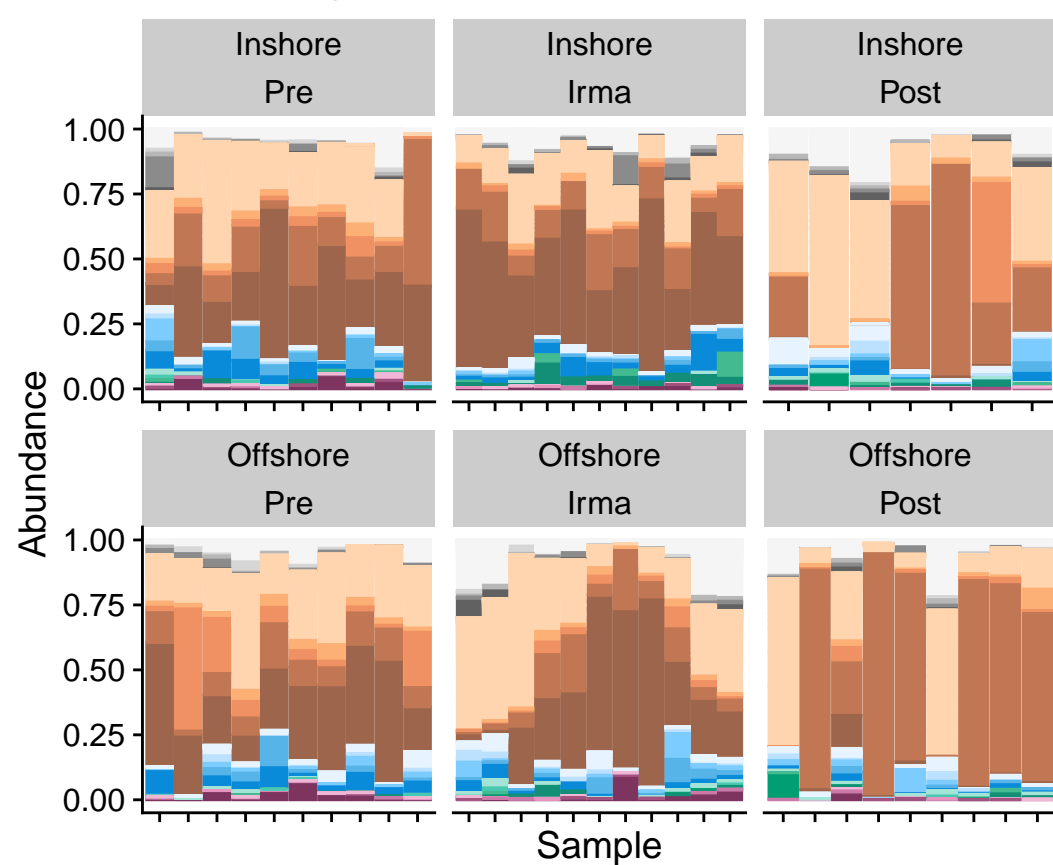 Inshore
Pre
Inshore
Irma
Inshore
Post
1.00
0.75
0.50
0.25
0.00
Abundance
Offshore
Pre
Offshore
Irma
Offshore
Post
1.00
0.75
0.50
0.25
0.00
Sample